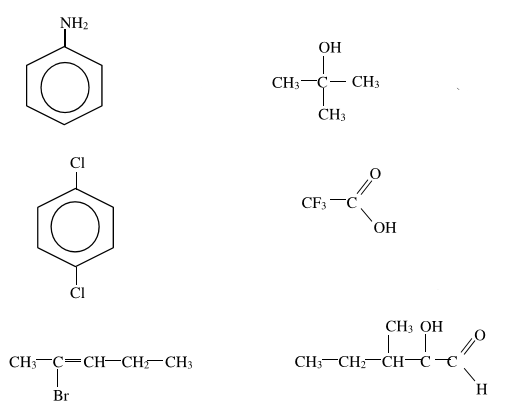 NH₂
OH
CH₃ C CH₃
CH₃
Cl
Cl
O
CF₃ C
OH
CH₃ C=CH CH₂ CH₃
Br
CH₃ OH
O
CH₃ CH₂ CH C C
H